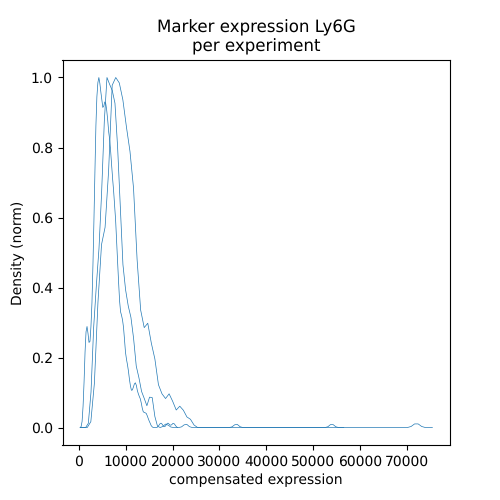 Marker expression Ly6G
per experiment
1.0
0.8
0.6
0.4
0.2
0.0
Density (norm)
0 10000 20000 30000 40000 50000 60000 70000
compensated expression